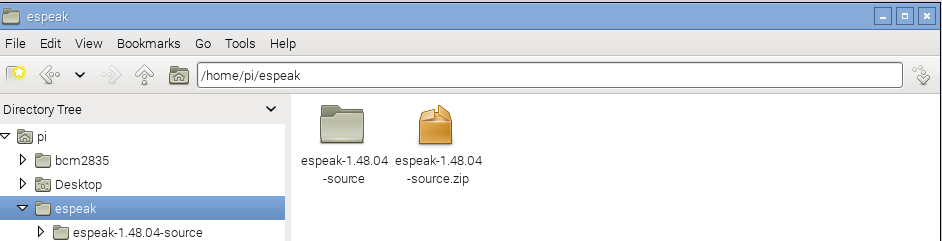 espeak
File Edit View Bookmarks Go Tools Help
/home/pi/espeak
Directory Tree
pi
bcm2835
Desktop
espeak
espeak-1.48.04-source
espeak-1.48.04
-source
espeak-1.48.04
-source.zip